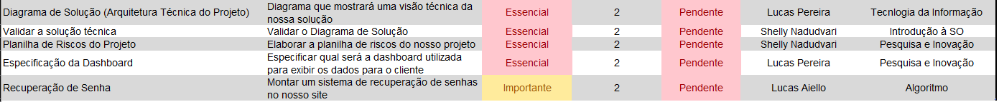 Diagrama de Solução (Arquitetura Técnica do Projeto) Diagrama que mostrará uma visão técnica da nossa solução Essencial 2 Pendente Lucas Pereira Tecnlogia da Informação
Validar a solução técnica Validar o Diagrama de Solução Essencial 2 Pendente Shelly Nadudvari Introdução à SO
Planilha de Riscos do Projeto Elaborar a planilha de riscos do nosso projeto Essencial 2 Pendente Shelly Nadudvari Pesquisa e Inovação
Especificação da Dashboard Especificar qual será a dashboard utilizada para exibir os dados para o cliente Essencial 2 Pendente Lucas Pereira Pesquisa e Inovação
Recuperação de Senha Montar um sistema de recuperação de senhas no nosso site Importante 2 Pendente Lucas Aiello Algoritmo